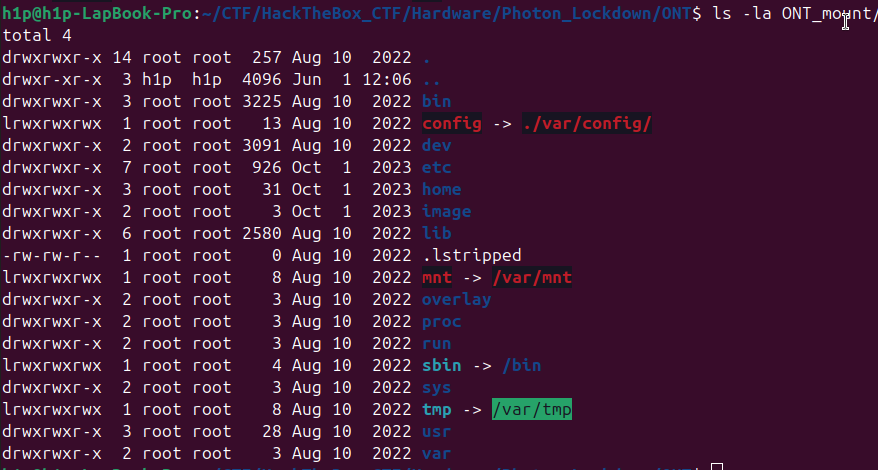 h1p@h1p-LapBook-Pro:~/CTF/HackTheBox_CTF/Hardware/Photon_Lockdown/ONT$ ls -la ONT_mount/
total 4
drwxrwxr-x 14 root root  257 Aug 10  2022 .
drwxr-xr-x  3 h1p  h1p  4096 Jun  1 12:06 ..
drwxrwxr-x  3 root root 3225 Aug 10  2022 bin
lrwxrwxrwx  1 root root   13 Aug 10  2022 config -> ./var/config/
drwxrwxr-x  2 root root 3091 Aug 10  2022 dev
drwxrwxr-x  7 root root  926 Oct  1  2023 etc
drwxrwxr-x  3 root root   31 Oct  1  2023 home
drwxrwxr-x  2 root root    3 Oct  1  2023 image
drwxrwxr-x  6 root root 2580 Aug 10  2022 lib
-rw-rw-r--  1 root root    0 Aug 10  2022 .lstripped
lrwxrwxrwx  1 root root    8 Aug 10  2022 mnt -> /var/mnt
drwxrwxr-x  2 root root    3 Aug 10  2022 overlay
drwxrwxr-x  2 root root    3 Aug 10  2022 proc
drwxrwxr-x  2 root root    3 Aug 10  2022 run
lrwxrwxrwx  1 root root    4 Aug 10  2022 sbin -> /bin
drwxrwxr-x  2 root root    3 Aug 10  2022 sys
lrwxrwxrwx  1 root root    8 Aug 10  2022 tmp -> /var/tmp
drwxrwxr-x  3 root root   28 Aug 10  2022 usr
drwxrwxr-x  2 root root    3 Aug 10  2022 var